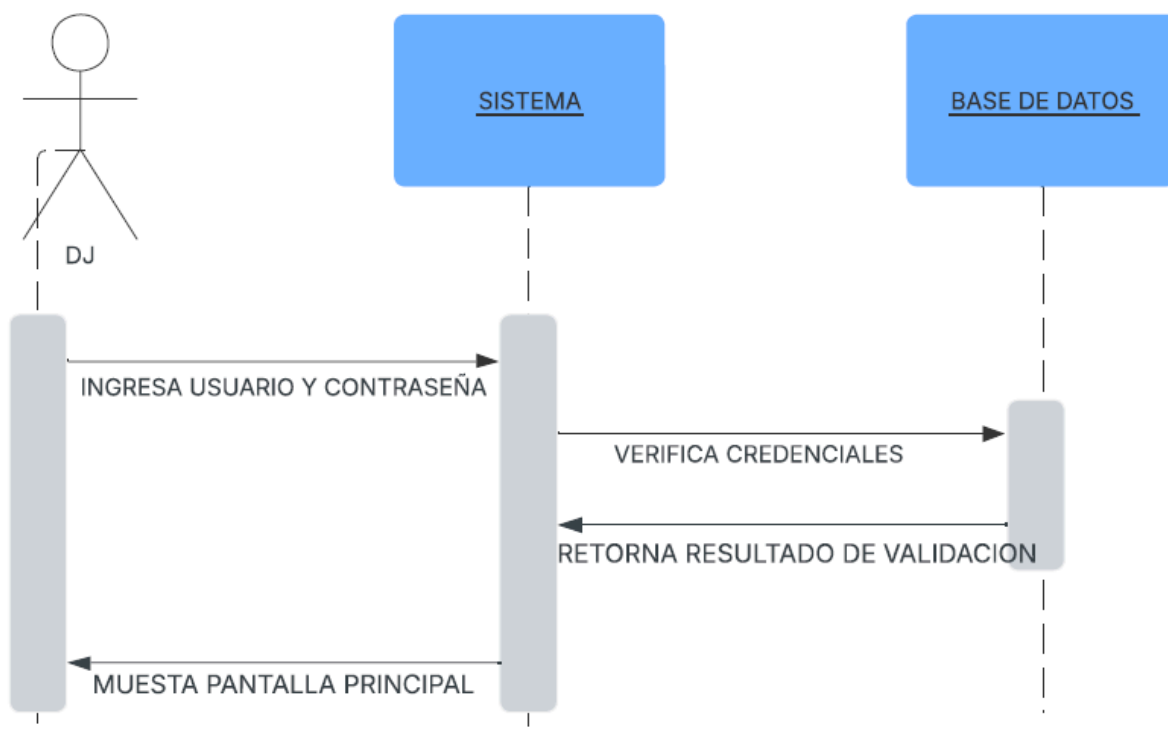 SISTEMA
BASE DE DATOS
DJ
INGRESA USUARIO Y CONTRASEÑA
VERIFICA CREDENCIALES
RETORNA RESULTADO DE VALIDACION
MUESTA PANTALLA PRINCIPAL